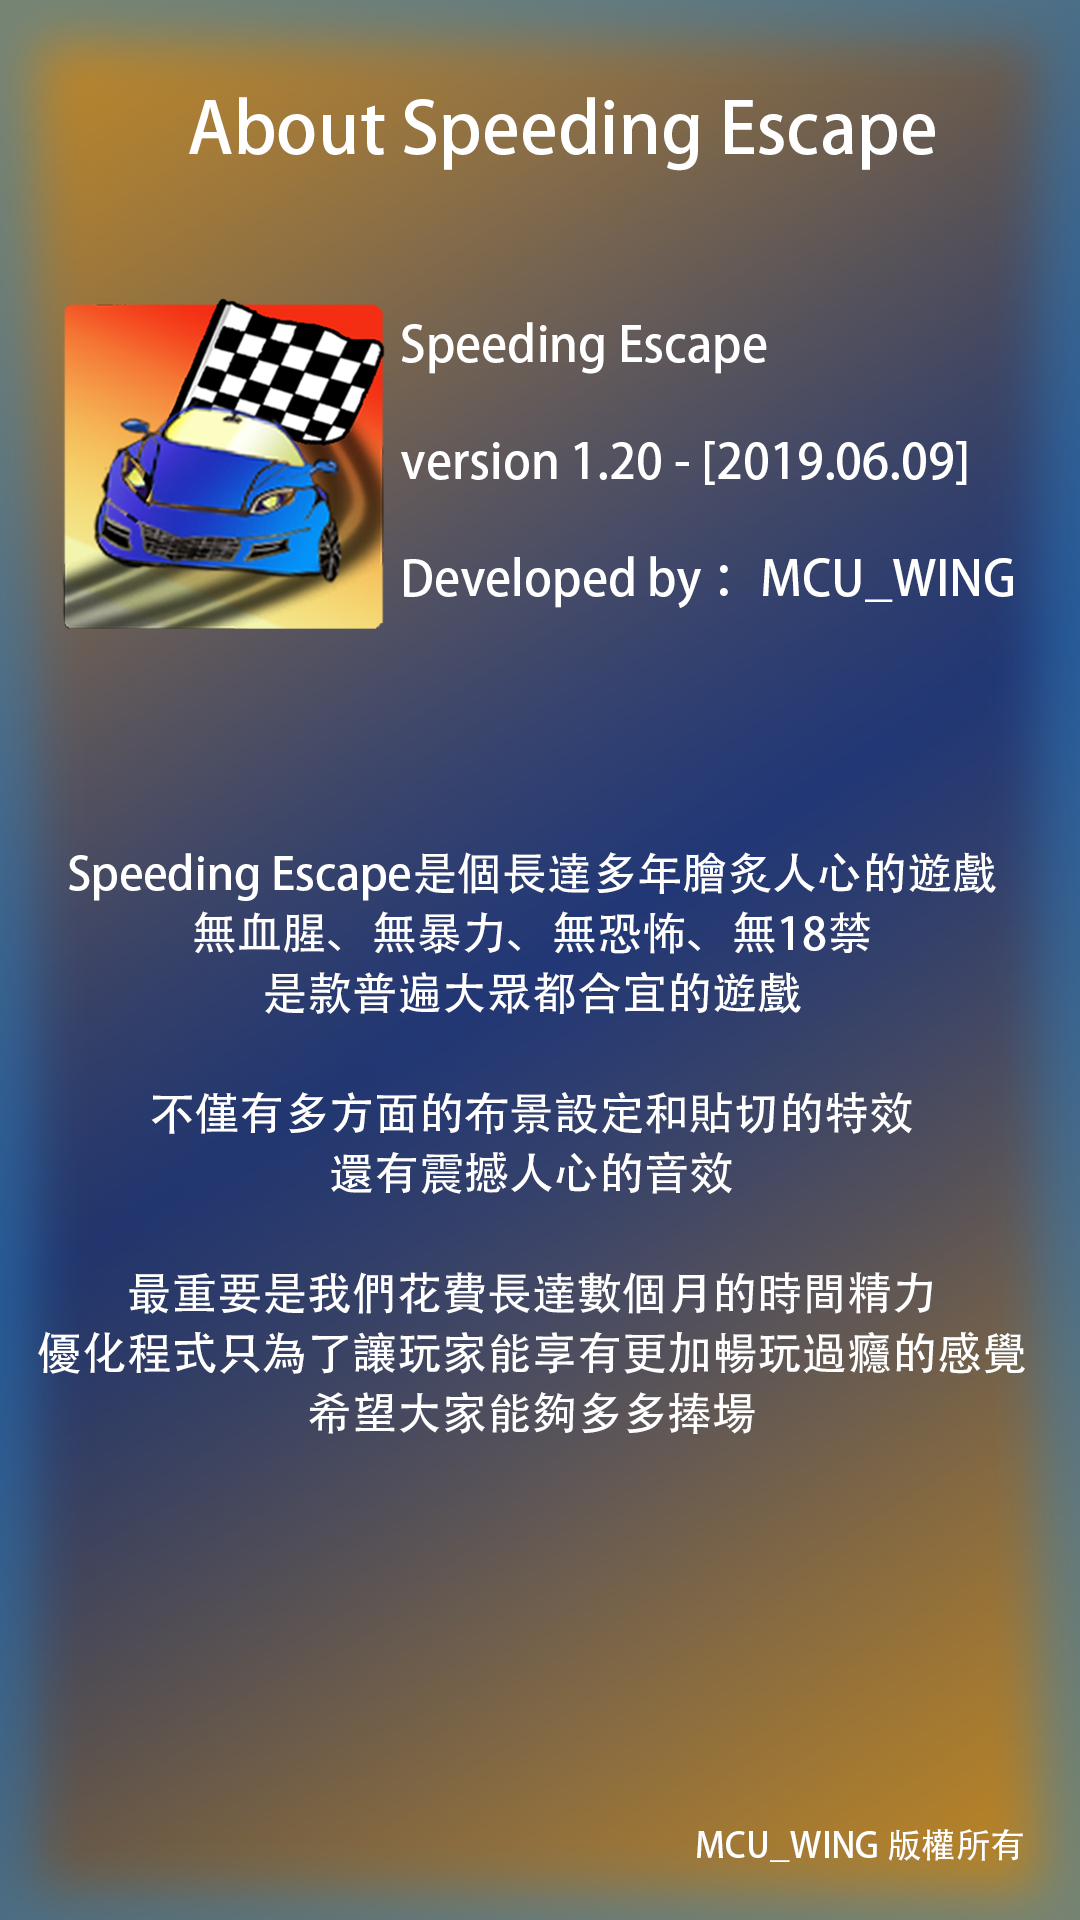 About Speeding Escape
Speeding Escape
version 1.20 - [2019.06.09]
Developed by：MCU_WING
Speeding Escape是個長達多年膾炙人心的遊戲
無血腥、無暴力、無恐怖、無18禁
是款普遍大眾都合宜的遊戲
不僅有多方面的布景設定和貼切的特效
還有震撼人心的音效
最重要是我們花費長達數個月的時間精力
優化程式只為了讓玩家能享有更加暢玩過癮的感覺
希望大家能夠多多捧場
MCU_WING 版權所有